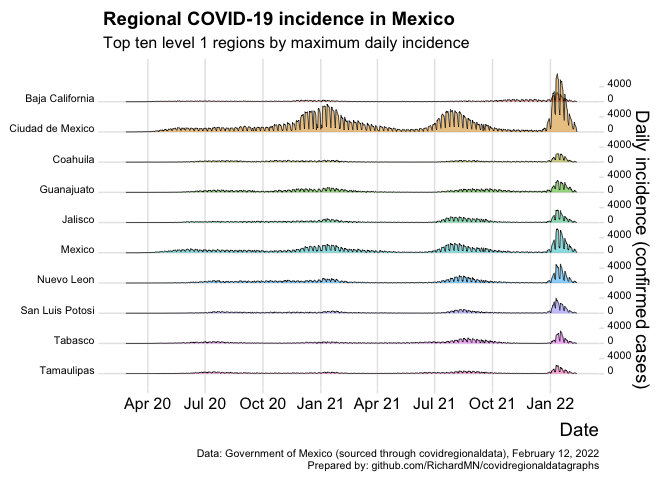 Regional COVID-19 incidence in Mexico
Top ten level 1 regions by maximum daily incidence
Baja California
Ciudad de Mexico
Coahuila
Guanajuato
Jalisco
Mexico
Nuevo Leon
San Luis Potosi
Tabasco
Tamaulipas
4000
0
4000
0
4000
0
4000
0
4000
0
4000
0
4000
0
4000
0
4000
0
4000
0
Daily incidence (confirmed cases)
Apr 20 Jul 20 Oct 20 Jan 21 Apr 21 Jul 21 Oct 21 Jan 22
Date
Data: Government of Mexico (sourced through covidregionaldata), February 12, 2022
Prepared by: github.com/RichardMN/covidregionaldatagraphs